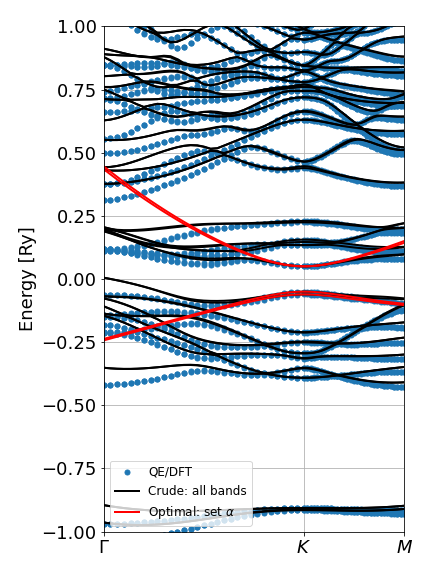 1.00
0.75
0.50
0.25
0.00
−0.25
−0.50
−0.75
−1.00
Energy [Ry]
QE/DFT
Crude: all bands
Optimal: set α
Γ K M